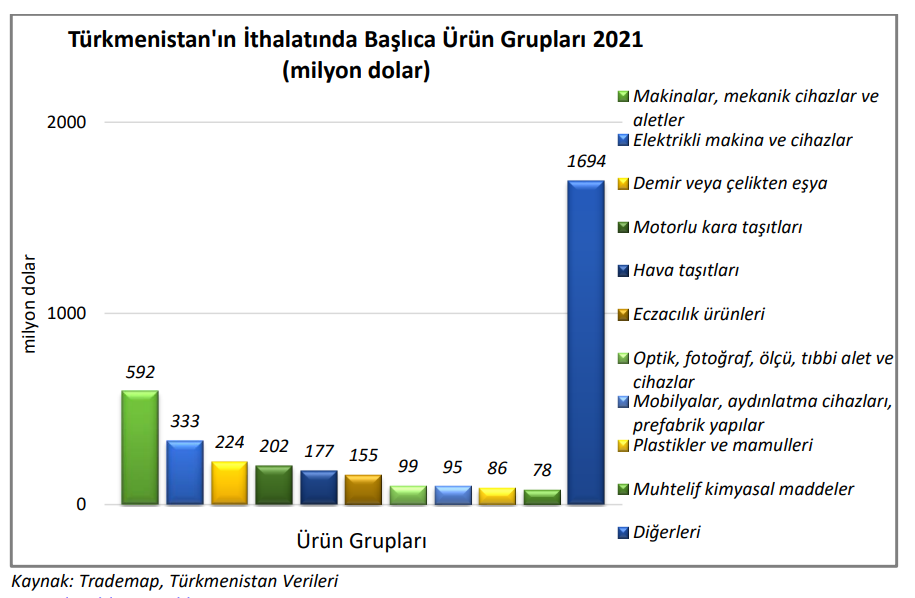 Türkmenistan'ın İthalatında Başlıca Ürün Grupları 2021
(milyon dolar)
2000
1000
0
milyon dolar
592
333
224
202
177
155
99
95
86
78
1694
Ürün Grupları
Makinalar, mekanik cihazlar ve
aletler
Elektrikli makina ve cihazlar
Demir veya çelikten eşya
Motorlu kara taşıtları
Hava taşıtları
Eczacılık ürünleri
Optik, fotoğraf, ölçü, tıbbi alet ve
cihazlar
Mobilyalar, aydınlatma cihazları,
prefabrik yapılar
Plastikler ve mamulleri
Muhtelif kimyasal maddeler
Diğerleri
Kaynak: Trademap, Türkmenistan Verileri